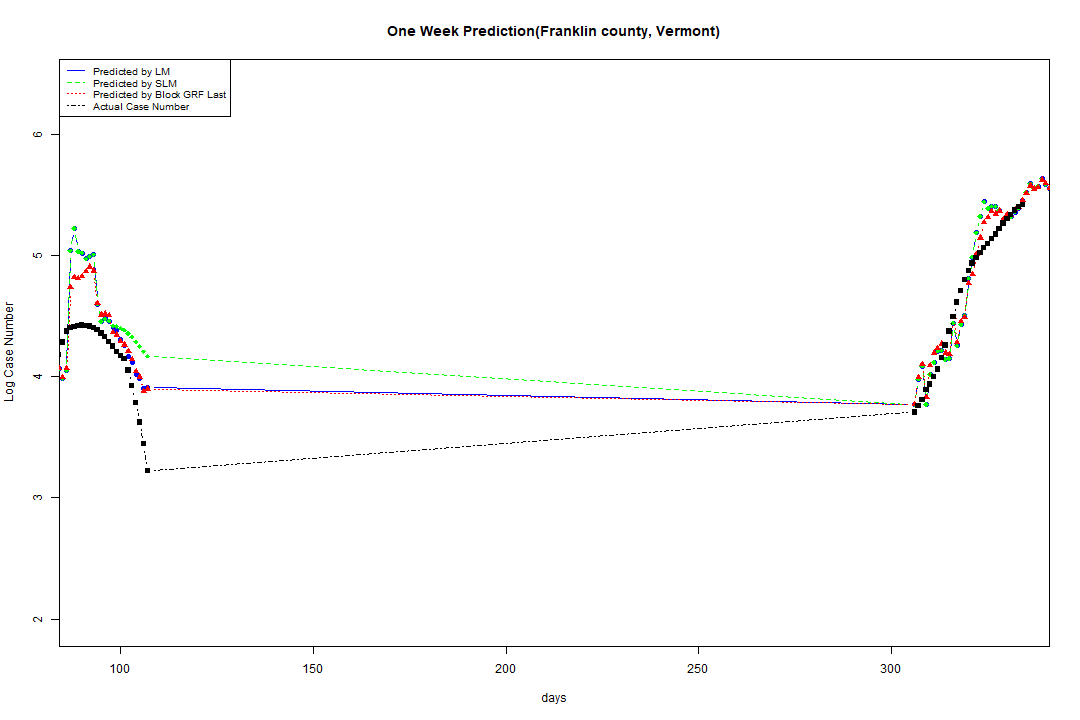 One Week Prediction(Franklin county, Vermont)
Predicted by LM
Predicted by SLM
Predicted by Block GRF Last
Actual Case Number
Log Case Number
6
5
4
3
2
100 150 200 250 300
days